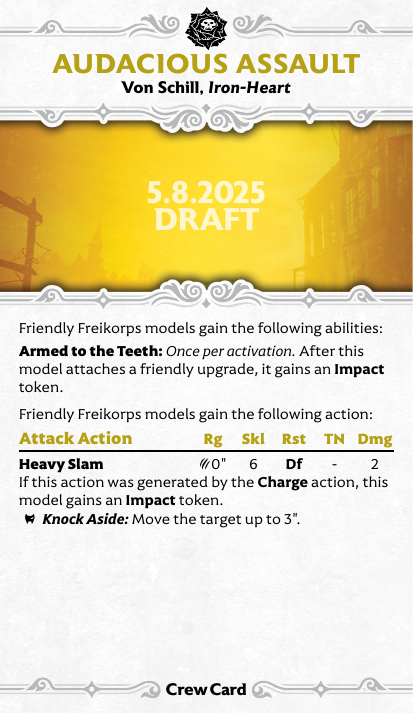 AUDACIOUS ASSAULT
Von Schill, Iron-Heart
5.8.2025
DRAFT
Friendly Freikorps models gain the following abilities:
Armed to the Teeth: Once per activation. After this
model attaches a friendly upgrade, it gains an Impact
token.
Friendly Freikorps models gain the following action:
Attack Action Rg Skl Rst TN Dmg
Heavy Slam 0" 6 Df - 2
If this action was generated by the Charge action, this
model gains an Impact token.
Knock Aside: Move the target up to 3".
Crew Card